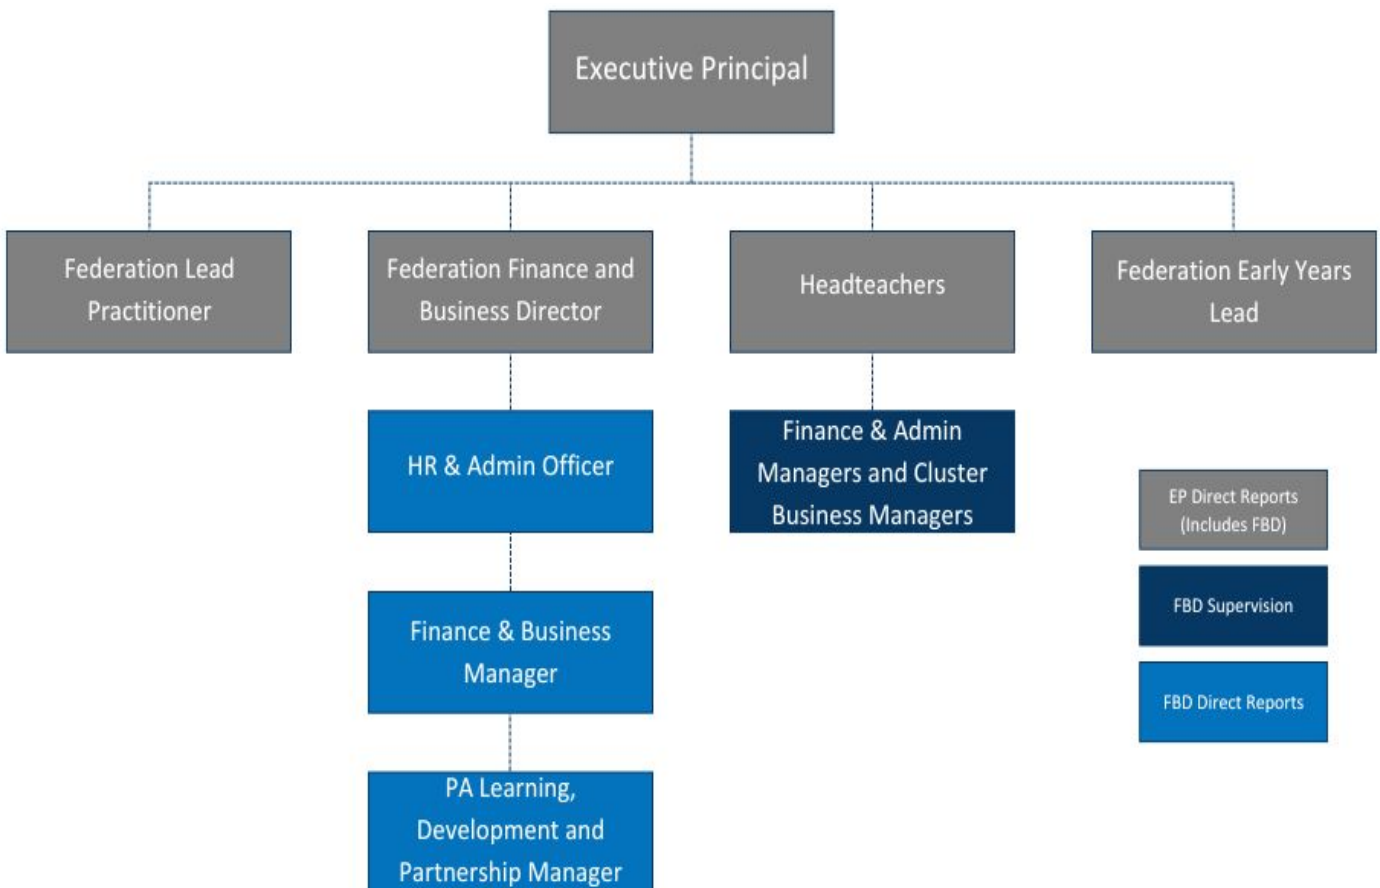 Executive Principal
Federation Lead
Practitioner
Federation Finance and
Business Director
Headteachers
Federation Early Years
Lead
HR & Admin Officer
Finance & Admin
Managers and Cluster
Business Managers
Finance & Business
Manager
PA Learning,
Development and
Partnership Manager
EP Direct Reports
(Includes FBD)
FBD Supervision
FBD Direct Reports